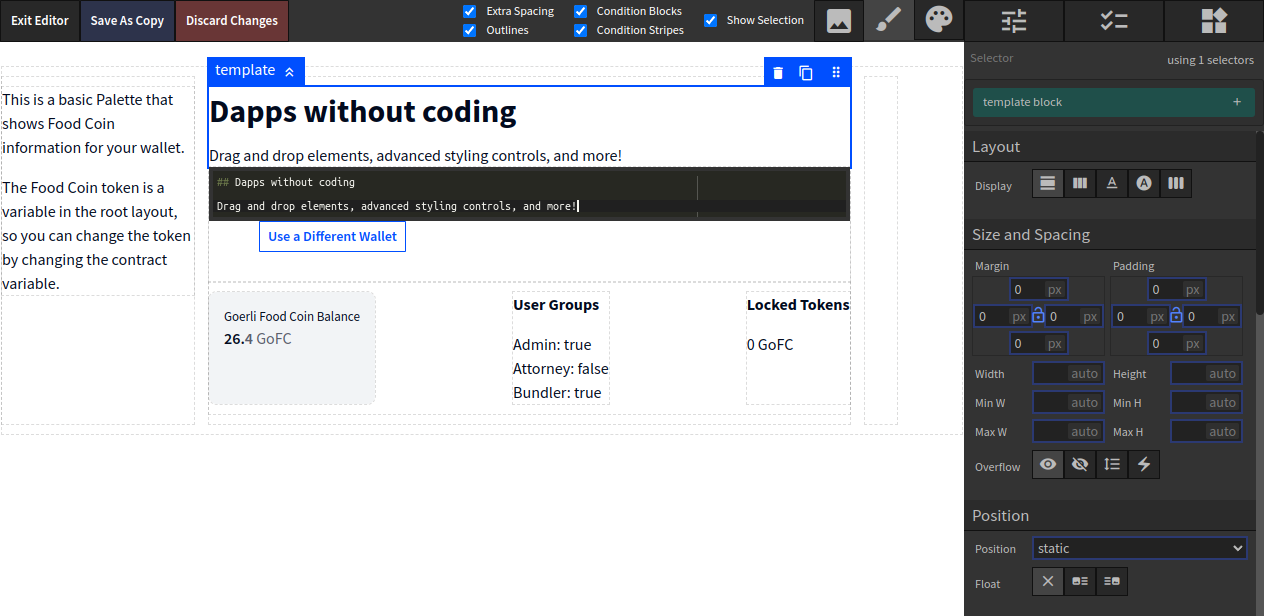 Exit Editor
Save As Copy
Discard Changes
Extra Spacing
Condition Blocks
Outlines
Condition Stripes
Show Selection
template
This is a basic Palette that
shows Food Coin
information for your wallet.
The Food Coin token is a
variable in the root layout,
so you can change the token
by changing the contract
variable.
Dapps without coding
Drag and drop elements, advanced styling controls, and more!
## Dapps without coding
Drag and drop elements, advanced styling controls, and more!
Use a Different Wallet
Goerli Food Coin Balance
26.4 GoFC
User Groups
Admin: true
Attorney: false
Bundler: true
Locked Tokens
0 GoFC
Selector
using 1 selectors
template block +
Layout
Display
A
A
Size and Spacing
Margin
Padding
0 px
0 px
0 px
0 px
0 px
0 px
0 px
0 px
Width auto Height auto
Min W auto Min H auto
Max W auto Max H auto
Overflow
Position
Position static
Float